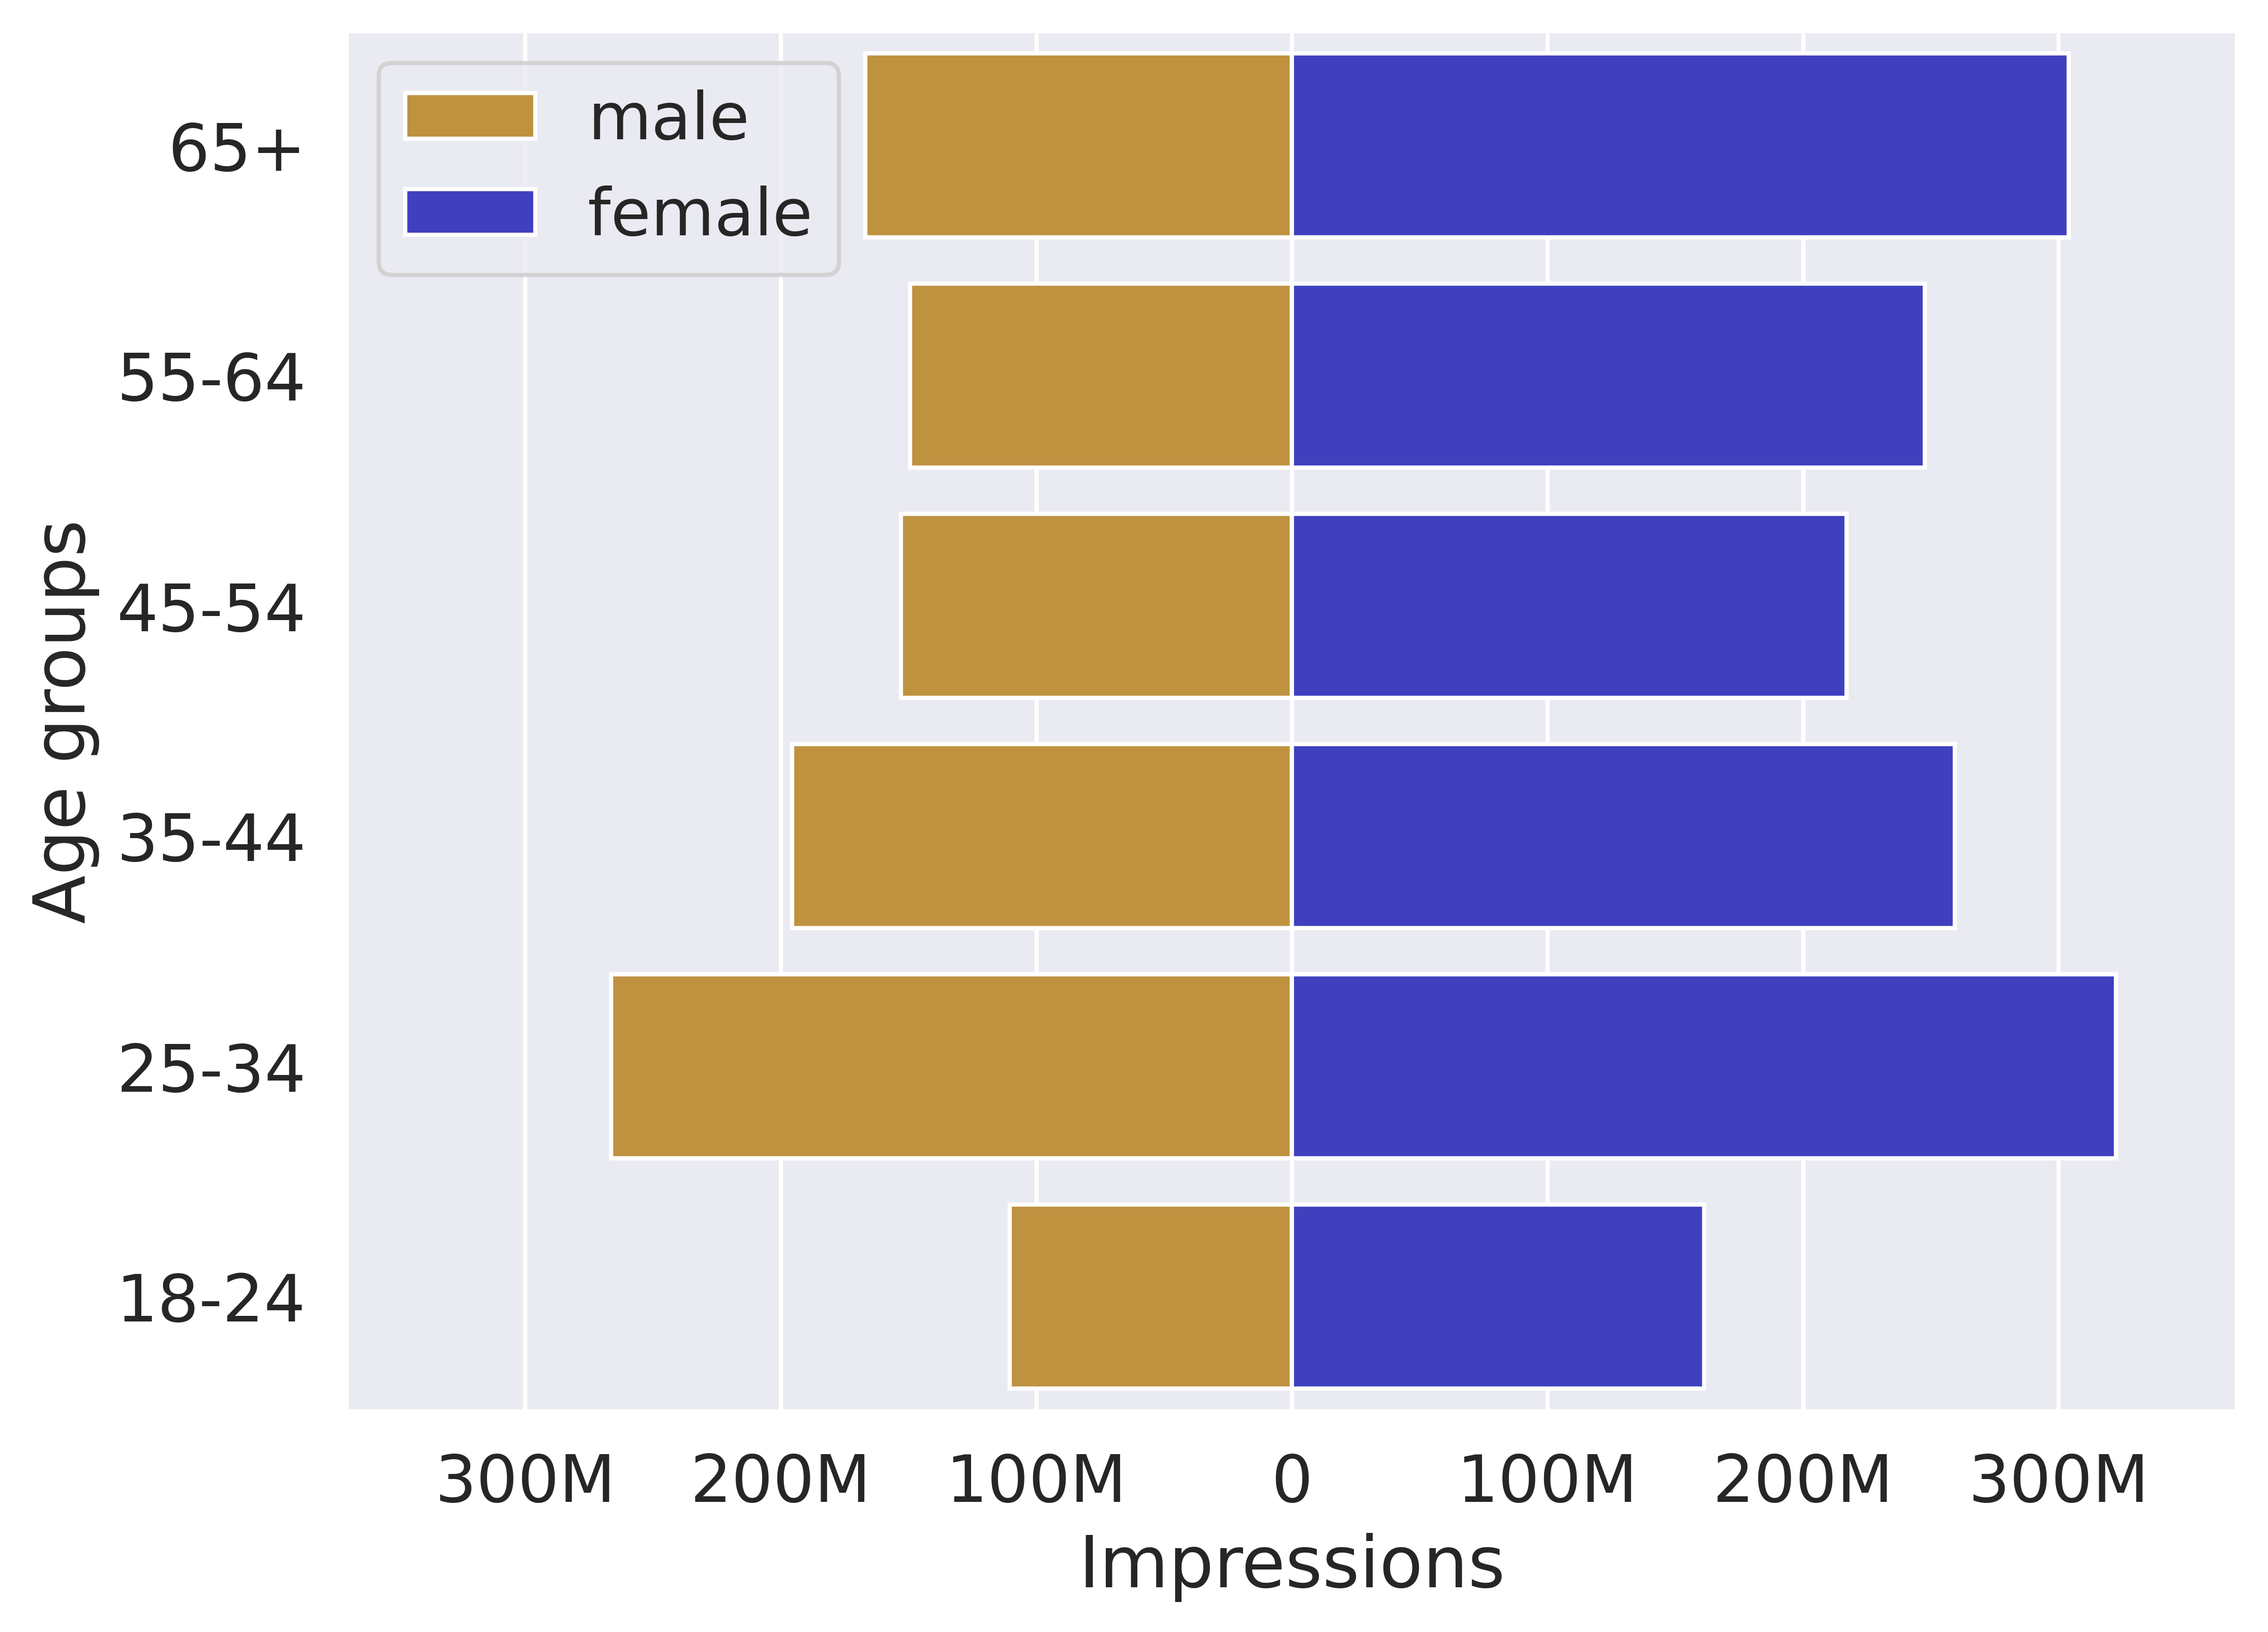 male
female
65+
55-64
45-54
35-44
25-34
18-24
Age groups
300M 200M 100M 0 100M 200M 300M
Impressions